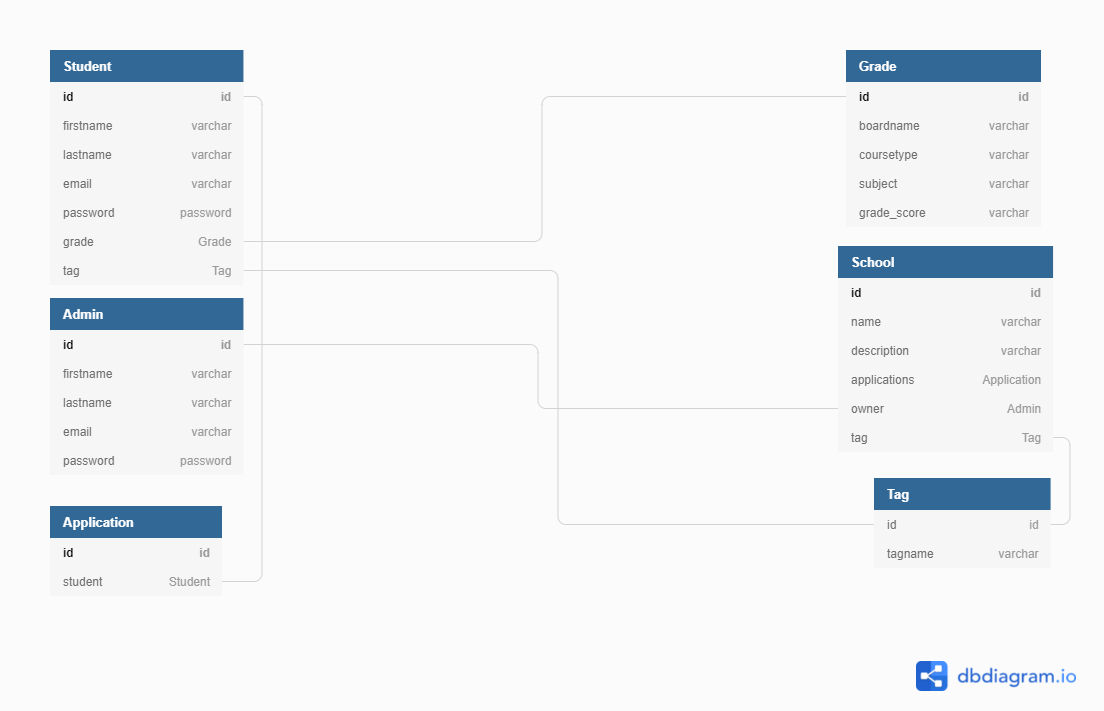 Student
id id
firstname varchar
lastname varchar
email varchar
password password
grade Grade
tag Tag
Admin
id id
firstname varchar
lastname varchar
email varchar
password password
Application
id id
student Student
Grade
id id
boardname varchar
coursetype varchar
subject varchar
grade_score varchar
School
id id
name varchar
description varchar
applications Application
owner Admin
tag Tag
Tag
id id
tagname varchar
dbdiagram.io